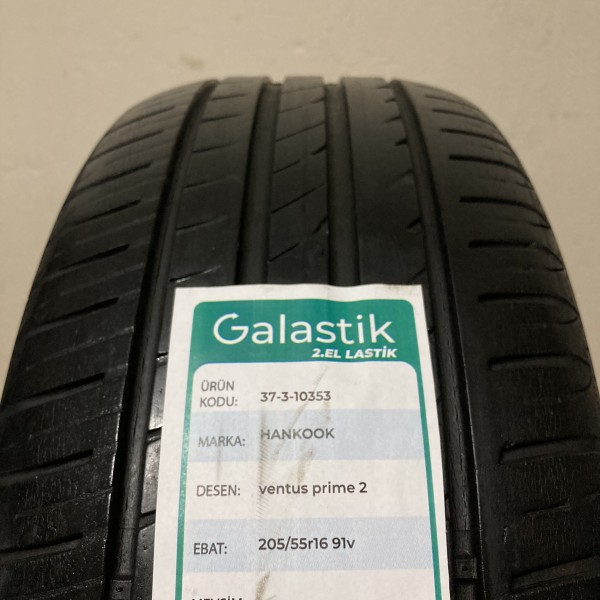 Galastik
2.EL LASTİK
ÜRÜN
KODU: 37-3-10353
MARKA: HANKOOK
DESEN: ventus prime 2
EBAT: 205/55r16 91v
MEVSİM